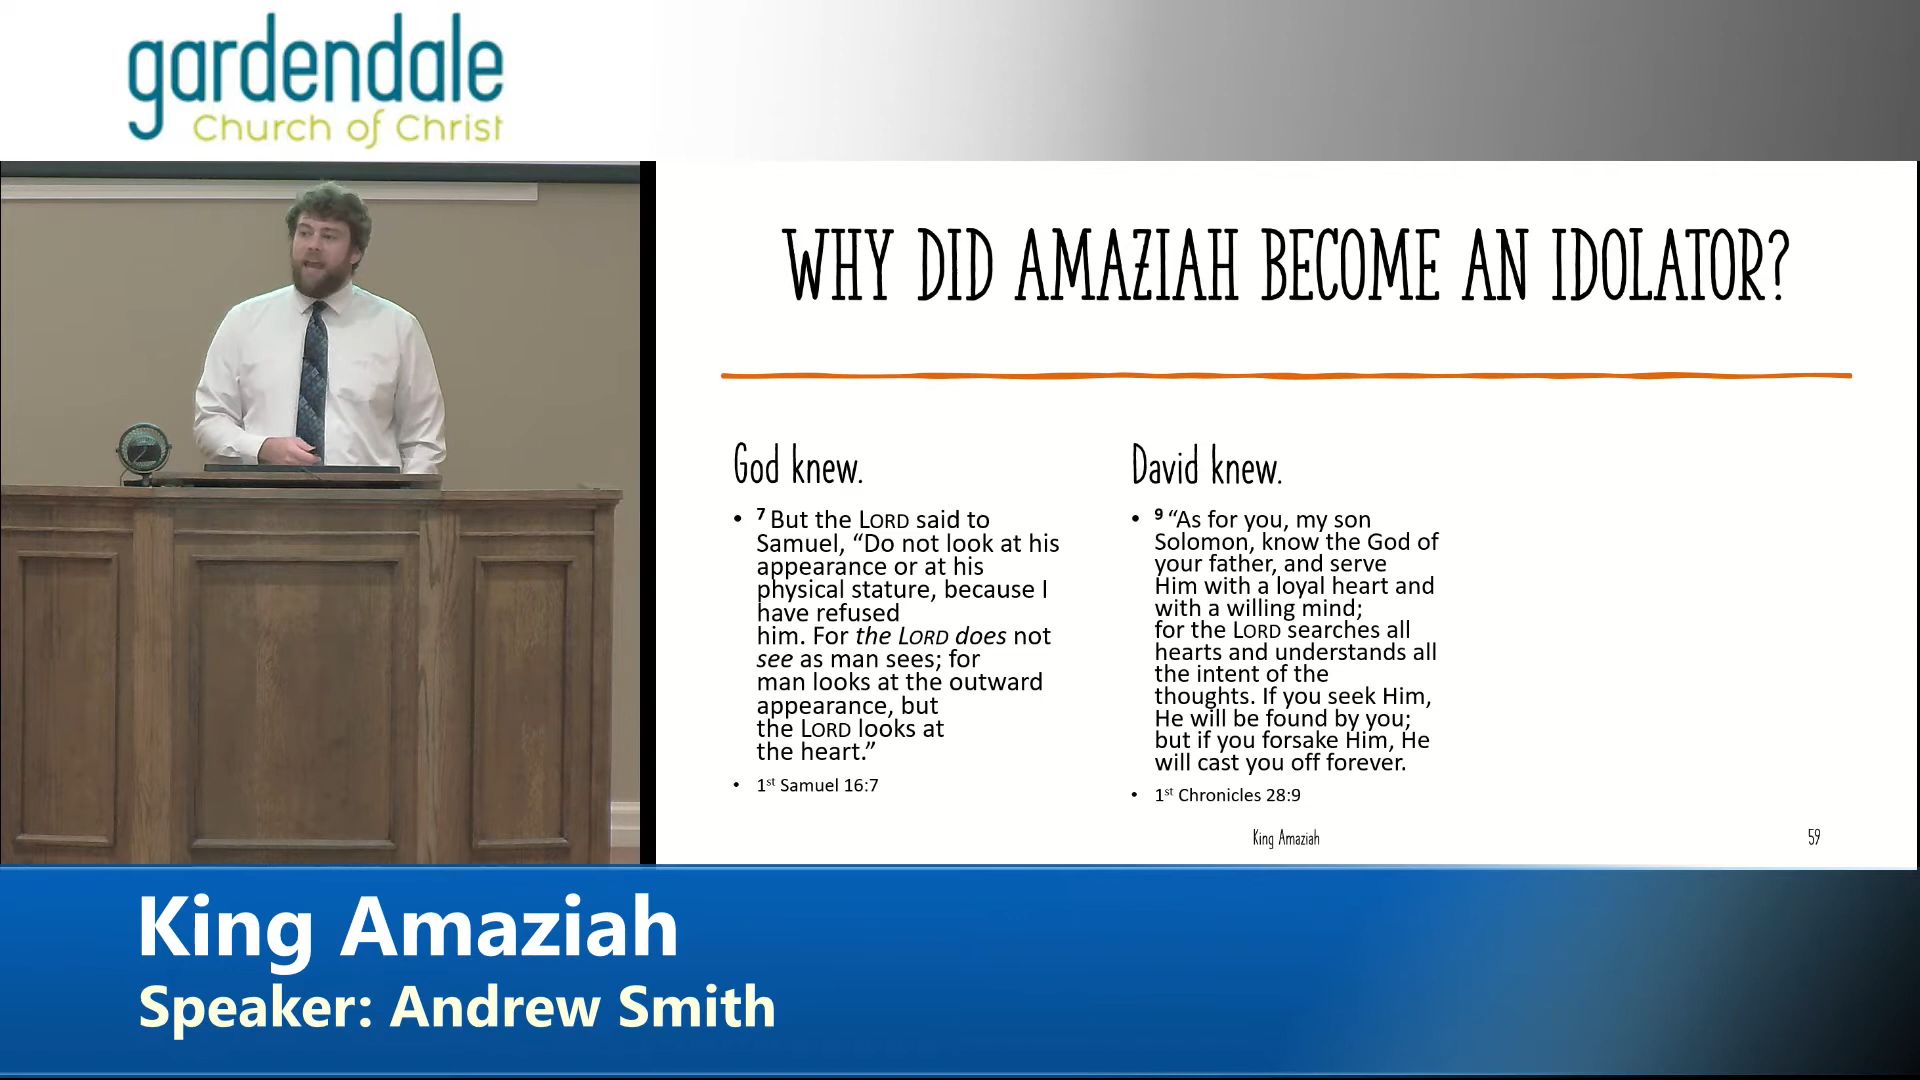 gardendale
Church of Christ
WHY DID AMAZIAH BECOME AN IDOLATOR?
God knew.
• 7 But the LORD said to
Samuel, “Do not look at his
appearance or at his
physical stature, because I
have refused
him. For the LORD does not
see as man sees; for
man looks at the outward
appearance, but
the LORD looks at
the heart.”
• 1st Samuel 16:7
David knew.
• 9 “As for you, my son
Solomon, know the God of
your father, and serve
Him with a loyal heart and
with a willing mind;
for the LORD searches all
hearts and understands all
the intent of the
thoughts. If you seek Him,
He will be found by you;
but if you forsake Him, He
will cast you off forever.
• 1st Chronicles 28:9
King Amaziah
59
King Amaziah
Speaker: Andrew Smith